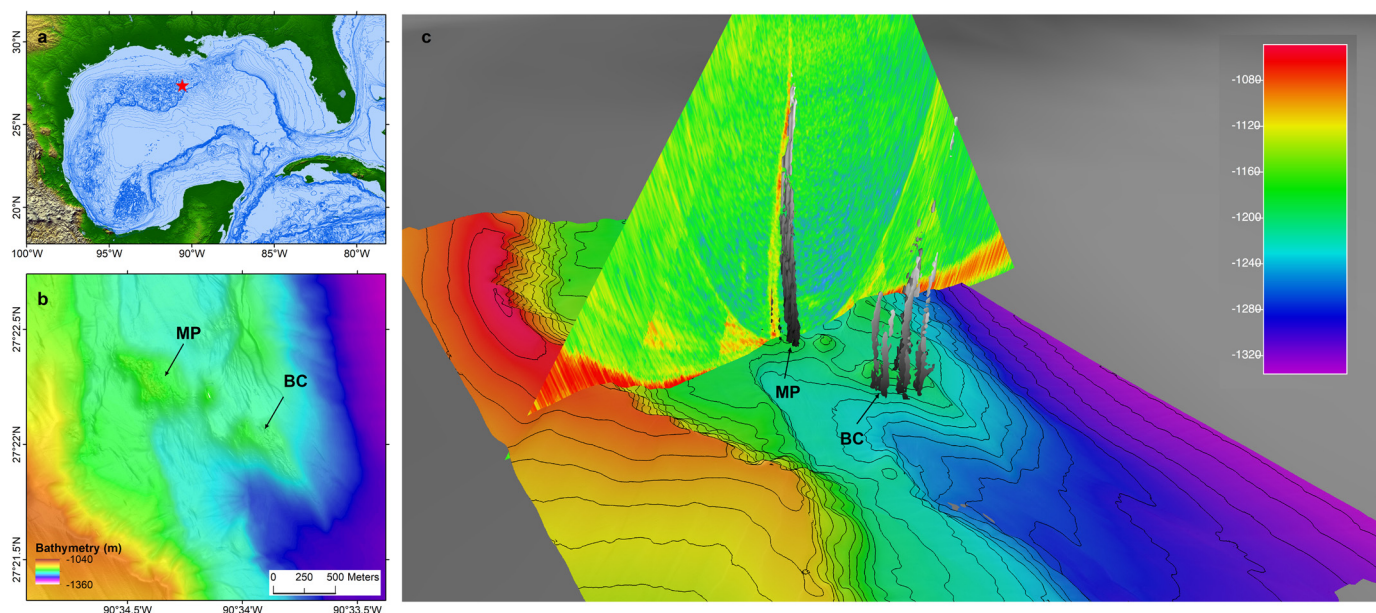 a
30°N
25°N
20°N
100°W
95°W
90°W
85°W
80°W
b
27°22.5'N
27°22'N
27°21.5'N
MP
BC
Bathymetry (m)
-1040
-1360
0 250 500 Meters
90°34.5'W
90°34'W
90°33.5'W
c
MP
BC
-1080
-1120
-1160
-1200
-1240
-1280
-1320